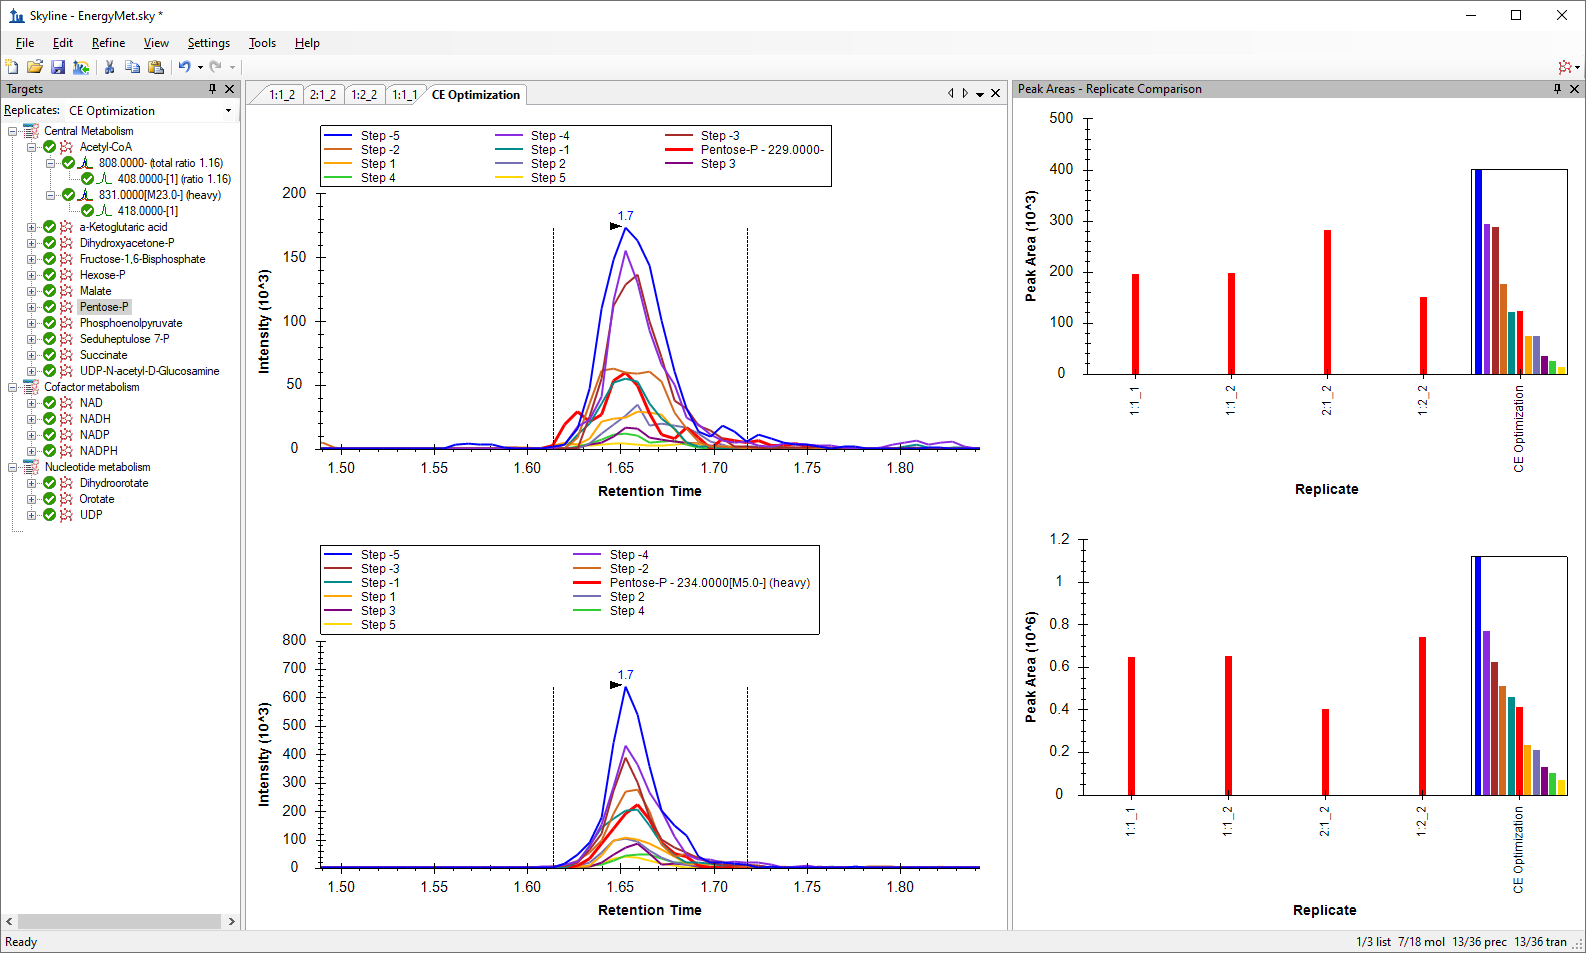 Skyline - EnergyMet.sky *
File Edit Refine View Settings Tools Help
Targets
Replicates: CE Optimization
Central Metabolism
Acetyl-CoA
808.0000- (total ratio 1.16)
408.0000-[1] (ratio 1.16)
831.0000[M23.0-] (heavy)
418.0000-[1]
a-Ketoglutaric acid
Dihydroxyacetone-P
Fructose-1,6-Bisphosphate
Hexose-P
Malate
Pentose-P
Phosphoenolpyruvate
Seduheptulose 7-P
Succinate
UDP-N-acetyl-D-Glucosamine
Cofactor metabolism
NAD
NADH
NADP
NADPH
Nucleotide metabolism
Dihydroorotate
Orotate
UDP
1:1_2 2:1_2 1:2_2 1:1_1 CE Optimization
Step -5 Step -4 Step -3
Step -2 Step -1 Pentose-P - 229.0000-
Step 1 Step 2 Step 3
Step 4 Step 5
200
150
100
50
0
Intensity (10^3)
1.7
1.50 1.55 1.60 1.65 1.70 1.75 1.80
Retention Time
Step -5 Step -4
Step -3 Step -2
Step -1 Pentose-P - 234.0000[M5.0-] (heavy)
Step 1 Step 2
Step 3 Step 4
Step 5
800
700
600
500
400
300
200
100
0
Intensity (10^3)
1.7
1.50 1.55 1.60 1.65 1.70 1.75 1.80
Retention Time
Peak Areas - Replicate Comparison
500
400
300
200
100
0
Peak Area (10^3)
1:1_1 1:1_2 2:1_2 1:2_2 CE Optimization
Replicate
1.2
1
0.8
0.6
0.4
0.2
0
Peak Area (10^6)
1:1_1 1:1_2 2:1_2 1:2_2 CE Optimization
Replicate
Ready
1/3 list 7/18 mol 13/36 prec 13/36 tran